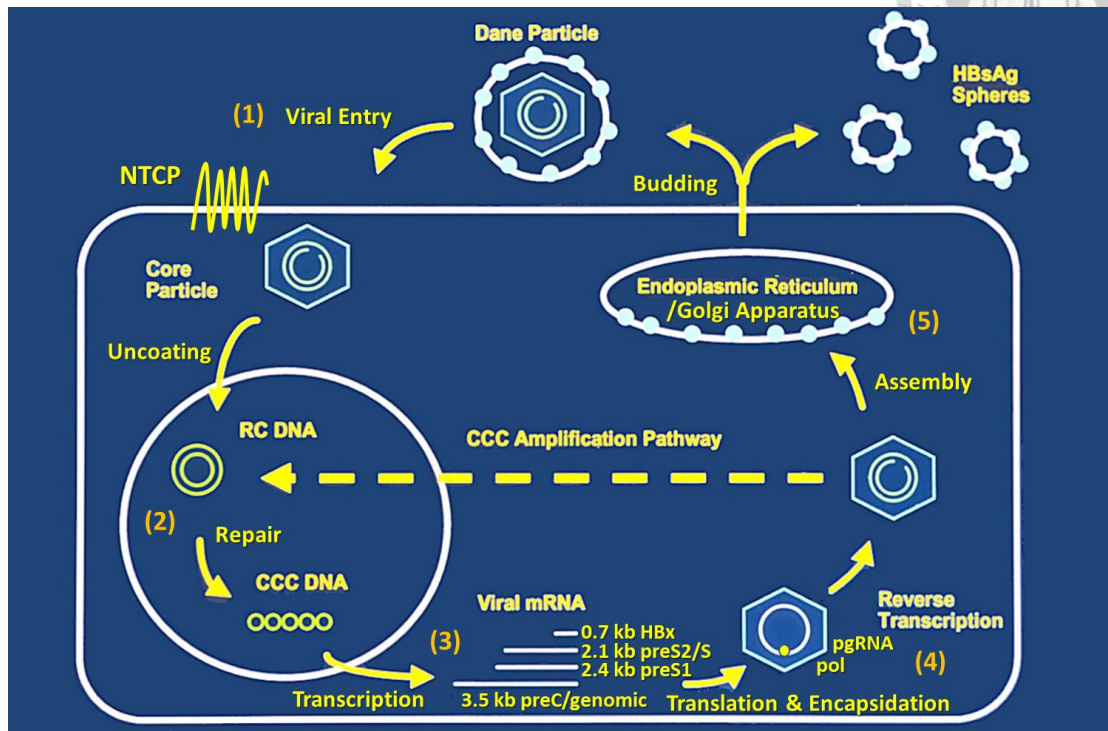 Dane Particle
HBsAg
Spheres
(1) Viral Entry
NTCP
Budding
Core
Particle
Endoplasmic Reticulum
/Golgi Apparatus
(5)
Uncoating
Assembly
RC DNA
CCC Amplification Pathway
(2)
Repair
CCC DNA
Viral mRNA
(3)
0.7 kb HBx
2.1 kb preS2/S
2.4 kb preS1
3.5 kb preC/genomic
Transcription
Reverse
Transcription
pgRNA
pol
(4)
Translation & Encapsidation